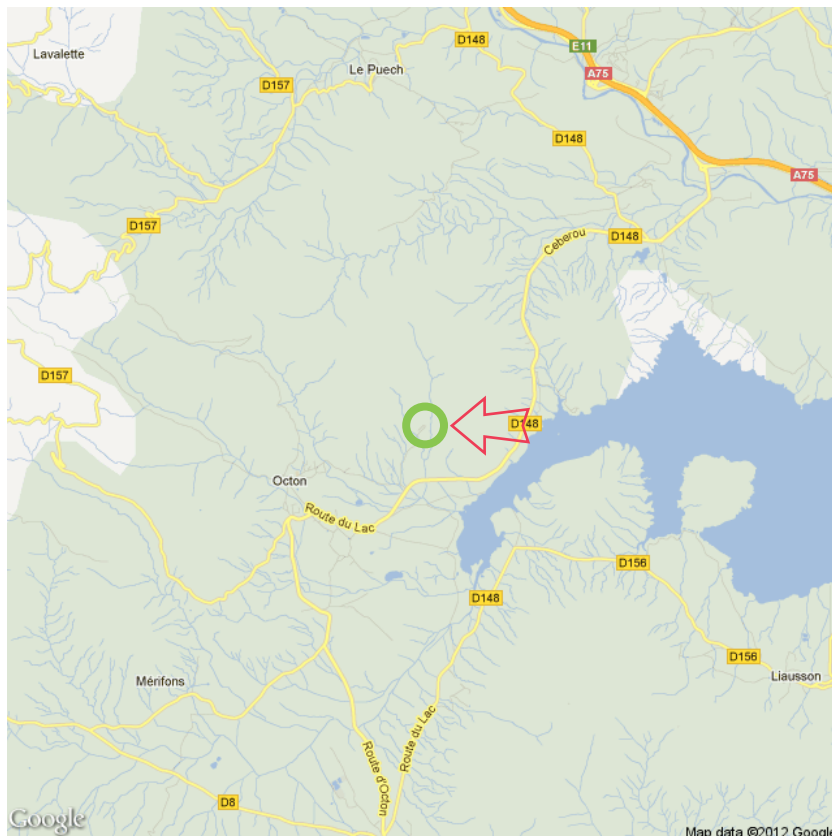 D148
E11
Lavalette
Le Puech
A75
D157
D148
A75
D157
Ceberou
D148
D157
D148
Octon
Route du Lac
D156
D148
D156
Mérifons
Liausson
Route du Lac
Route d'Octon
D8
Google
Map data ©2012 Google